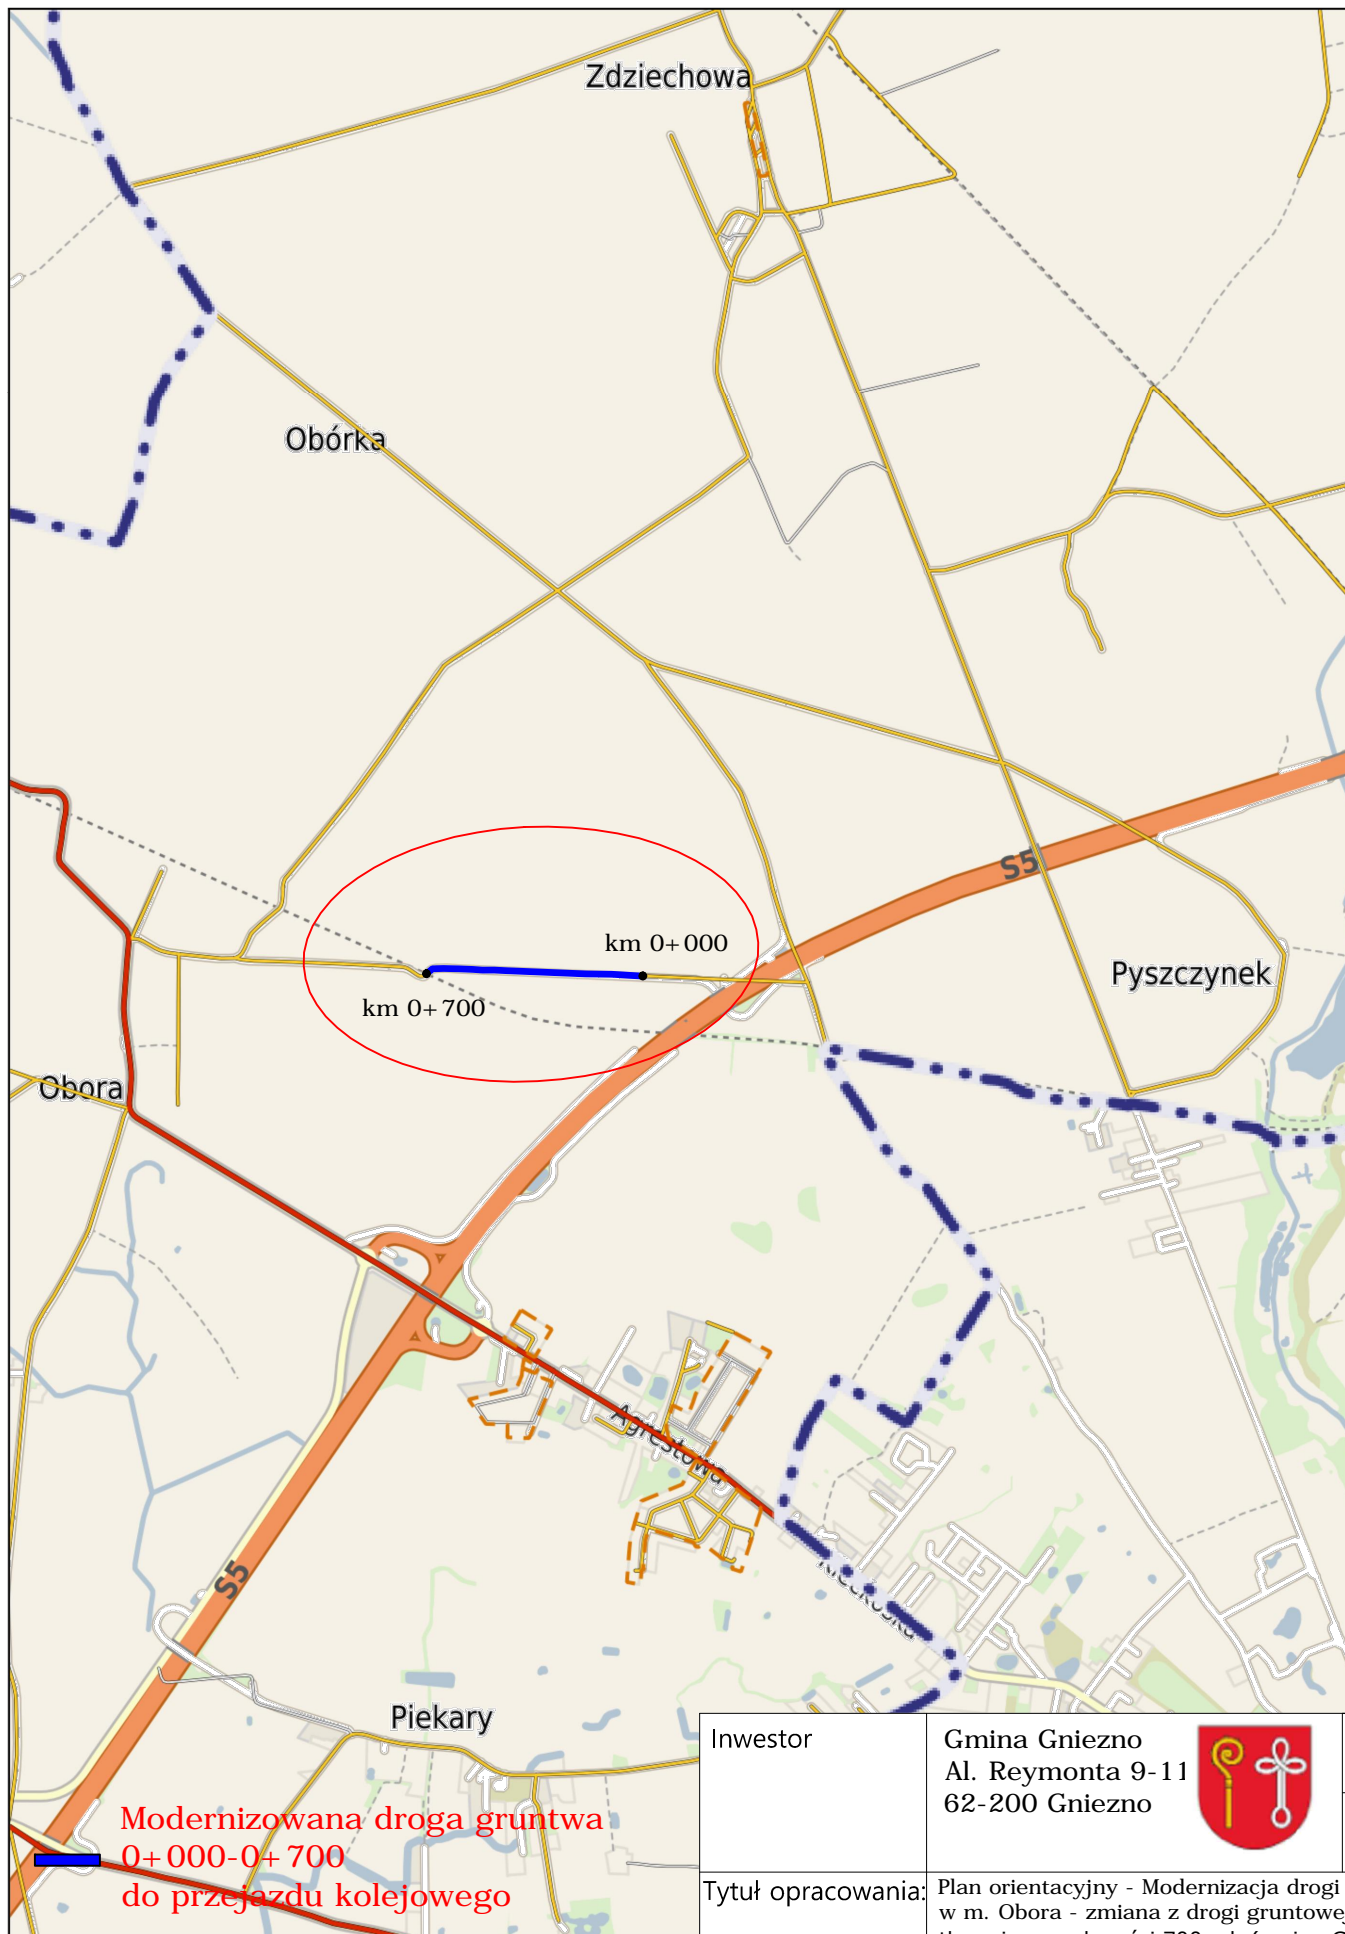 Zdziechowa
Obórka
S5
km 0+000
Pyszczynek
km 0+700
Obora
Agrestowa
S5
Piekary
Modernizowana droga gruntwa
0+000-0+700
do przejazdu kolejowego
Inwestor
Gmina Gniezno
Al. Reymonta 9-11
62-200 Gniezno
Tytuł opracowania:
Plan orientacyjny - Modernizacja drogi
w m. Obora - zmiana z drogi gruntowej